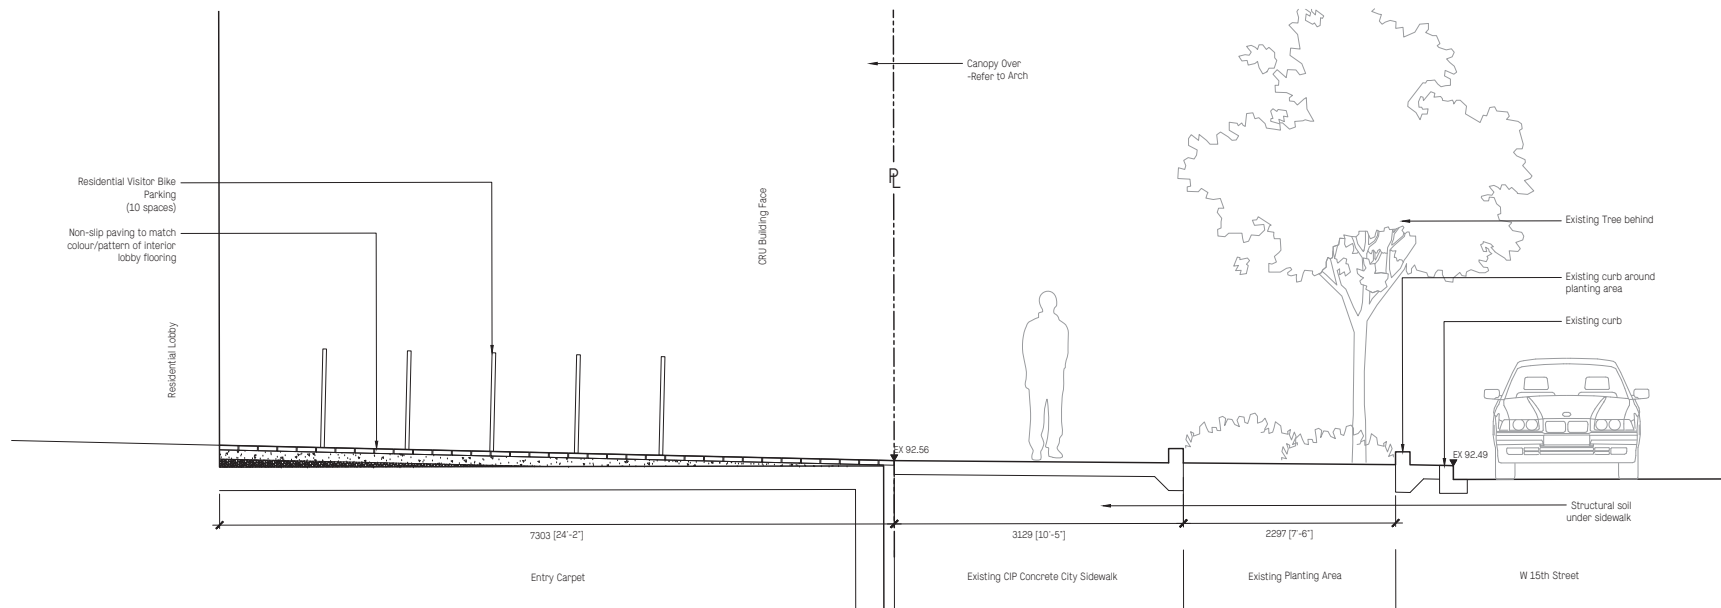 Canopy Over
-Refer to Arch
PL
Residential Visitor Bike
Parking
(10 spaces)
Non-slip paving to match
colour/pattern of interior
lobby flooring
CRU Building Face
Residential Lobby
Existing Tree behind
Existing curb around
planting area
Existing curb
EX 92.56
EX 92.49
Structural soil
under sidewalk
7303 [24'-2"]
3129 [10'-5"]
2297 [7'-6"]
Entry Carpet
Existing CIP Concrete City Sidewalk
Existing Planting Area
W 15th Street